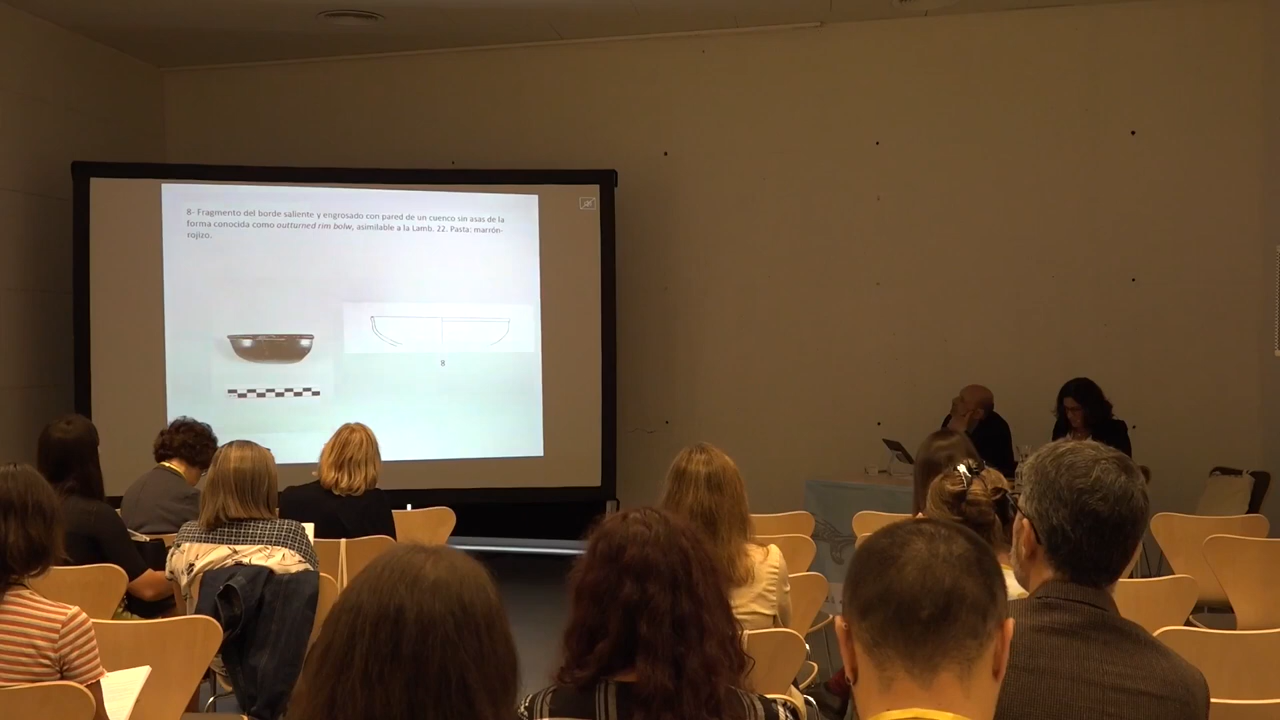 8- Fragmento del borde saliente y engrosado con pared de un cuenco sin asas de la
forma conocida como outturned rim bolw, asimilable a la Lamb. 22. Pasta: marrón-
rojizo.
8